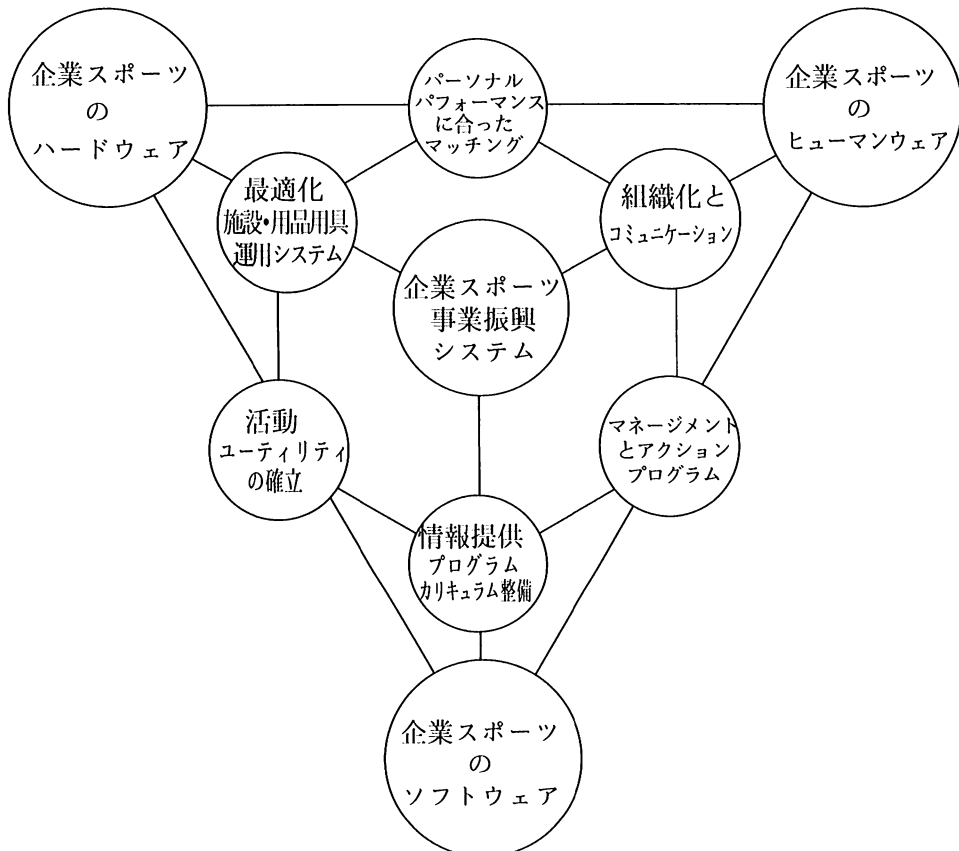 企業スポーツ
の
ハードウェア
パーソナル
パフォーマンス
に合った
マッチング
企業スポーツ
の
ヒューマンウェア
最適化
施設・用品用具
運用システム
組織化と
コミュニケーション
企業スポーツ
事業振興
システム
活動
ユーティリティ
の確立
マネージメント
とアクション
プログラム
情報提供
プログラム
カリキュラム整備
企業スポーツ
の
ソフトウェア